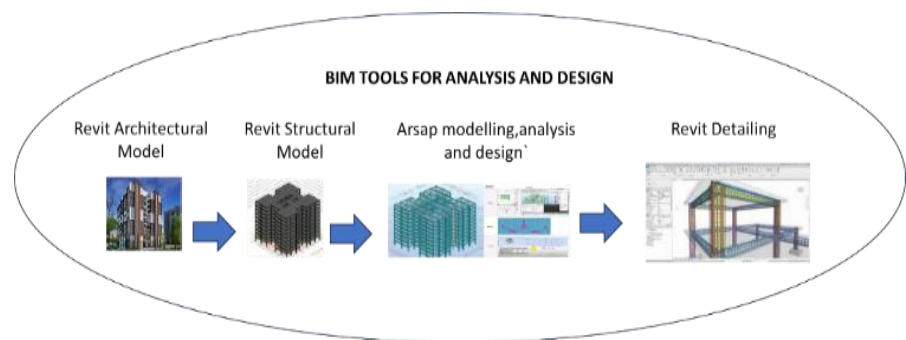 BIM TOOLS FOR ANALYSIS AND DESIGN
Revit Architectural
Model
Revit Structural
Model
Arsap modelling,analysis
and design`
Revit Detailing